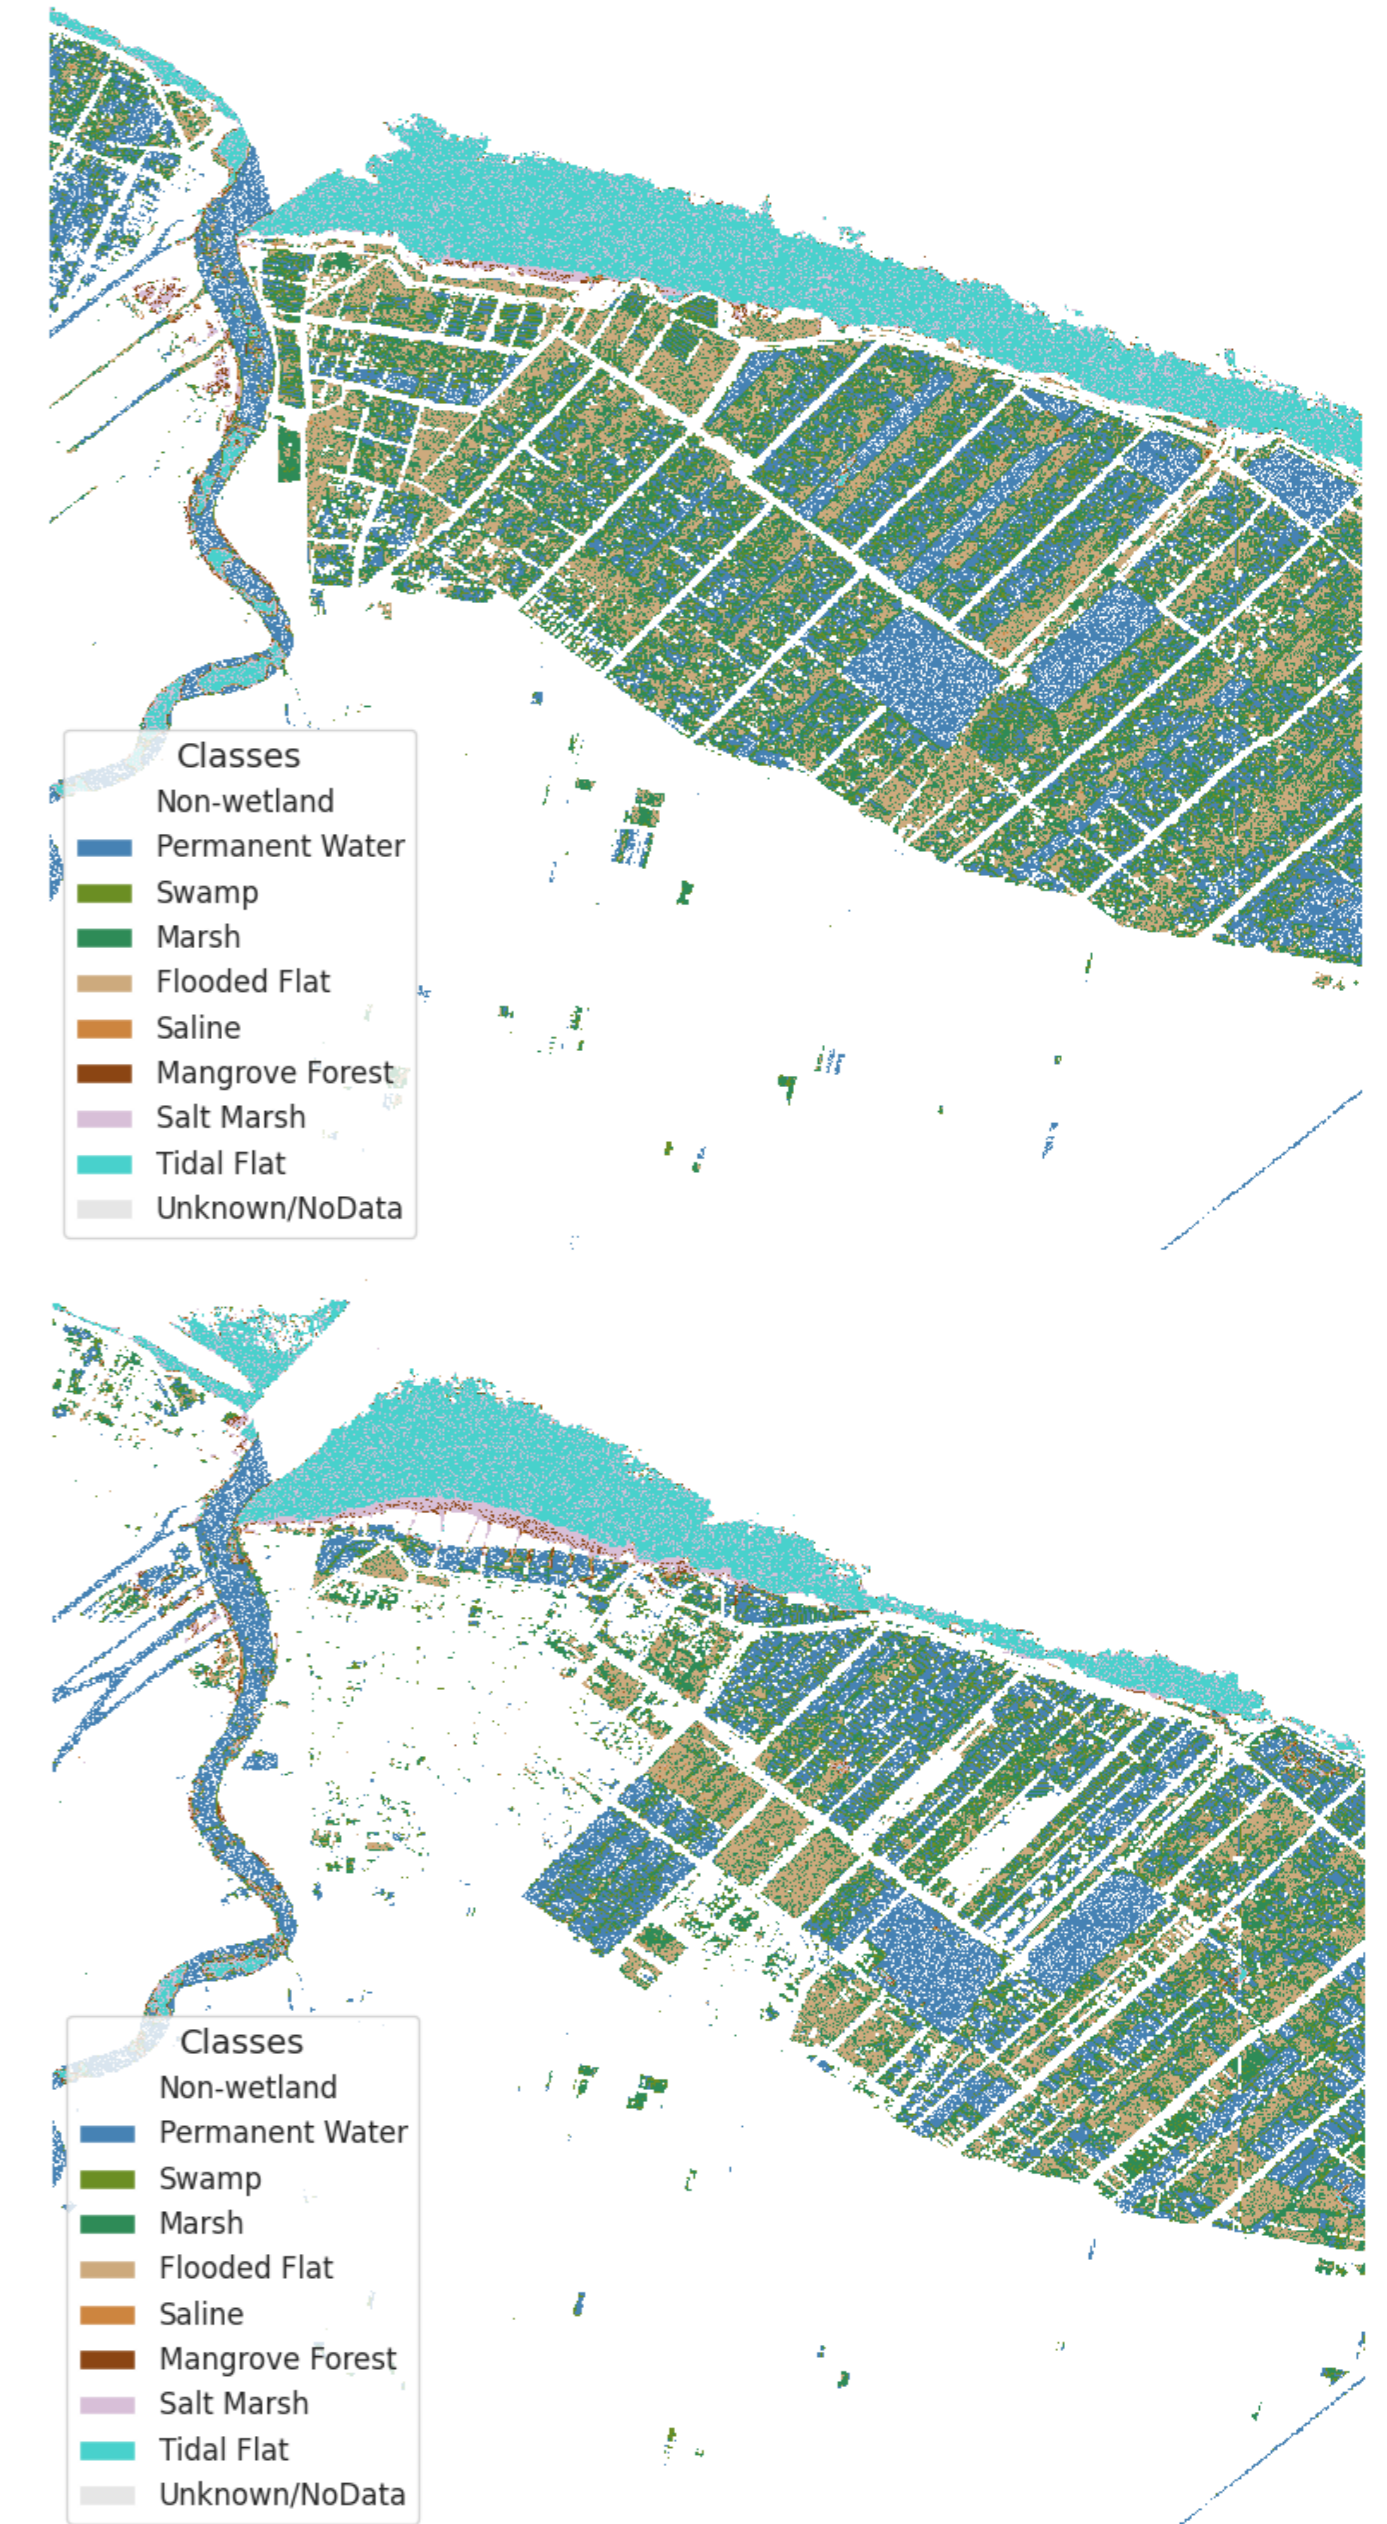 Classes
Non-wetland
Permanent Water
Swamp
Marsh
Flooded Flat
Saline
Mangrove Forest
Salt Marsh
Tidal Flat
Unknown/NoData
Classes
Non-wetland
Permanent Water
Swamp
Marsh
Flooded Flat
Saline
Mangrove Forest
Salt Marsh
Tidal Flat
Unknown/NoData